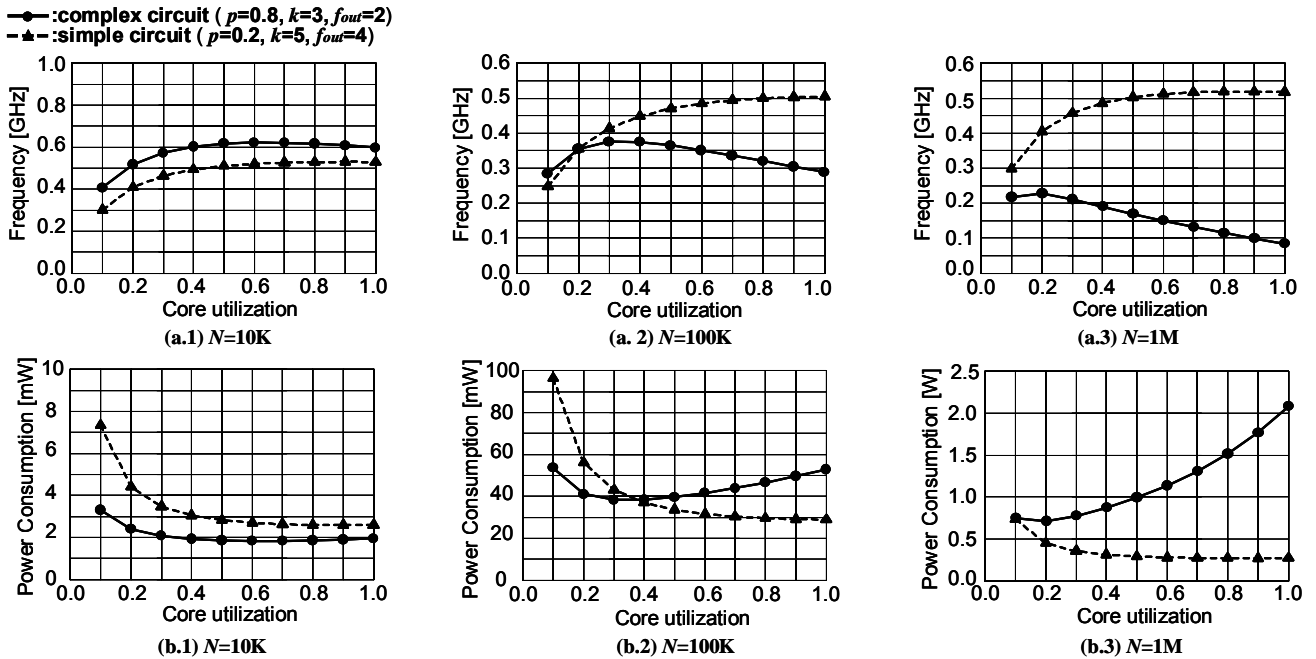 :complex circuit ( p=0.8, k=3, fout=2)
:simple circuit ( p=0.2, k=5, fout=4)
Frequency [GHz]
1.0
0.8
0.6
0.4
0.2
0.0
0.0 0.2 0.4 0.6 0.8 1.0
Core utilization
(a.1) N=10K
Frequency [GHz]
0.6
0.5
0.4
0.3
0.2
0.1
0.0
0.0 0.2 0.4 0.6 0.8 1.0
Core utilization
(a. 2) N=100K
Frequency [GHz]
0.6
0.5
0.4
0.3
0.2
0.1
0.0
0.0 0.2 0.4 0.6 0.8 1.0
Core utilization
(a.3) N=1M
Power Consumption [mW]
10
8
6
4
2
0
0.0 0.2 0.4 0.6 0.8 1.0
Core utilization
(b.1) N=10K
Power Consumption [mW]
100
80
60
40
20
0
0.0 0.2 0.4 0.6 0.8 1.0
Core utilization
(b.2) N=100K
Power Consumption [W]
2.5
2.0
1.5
1.0
0.5
0.0
0.0 0.2 0.4 0.6 0.8 1.0
Core utilization
(b.3) N=1M